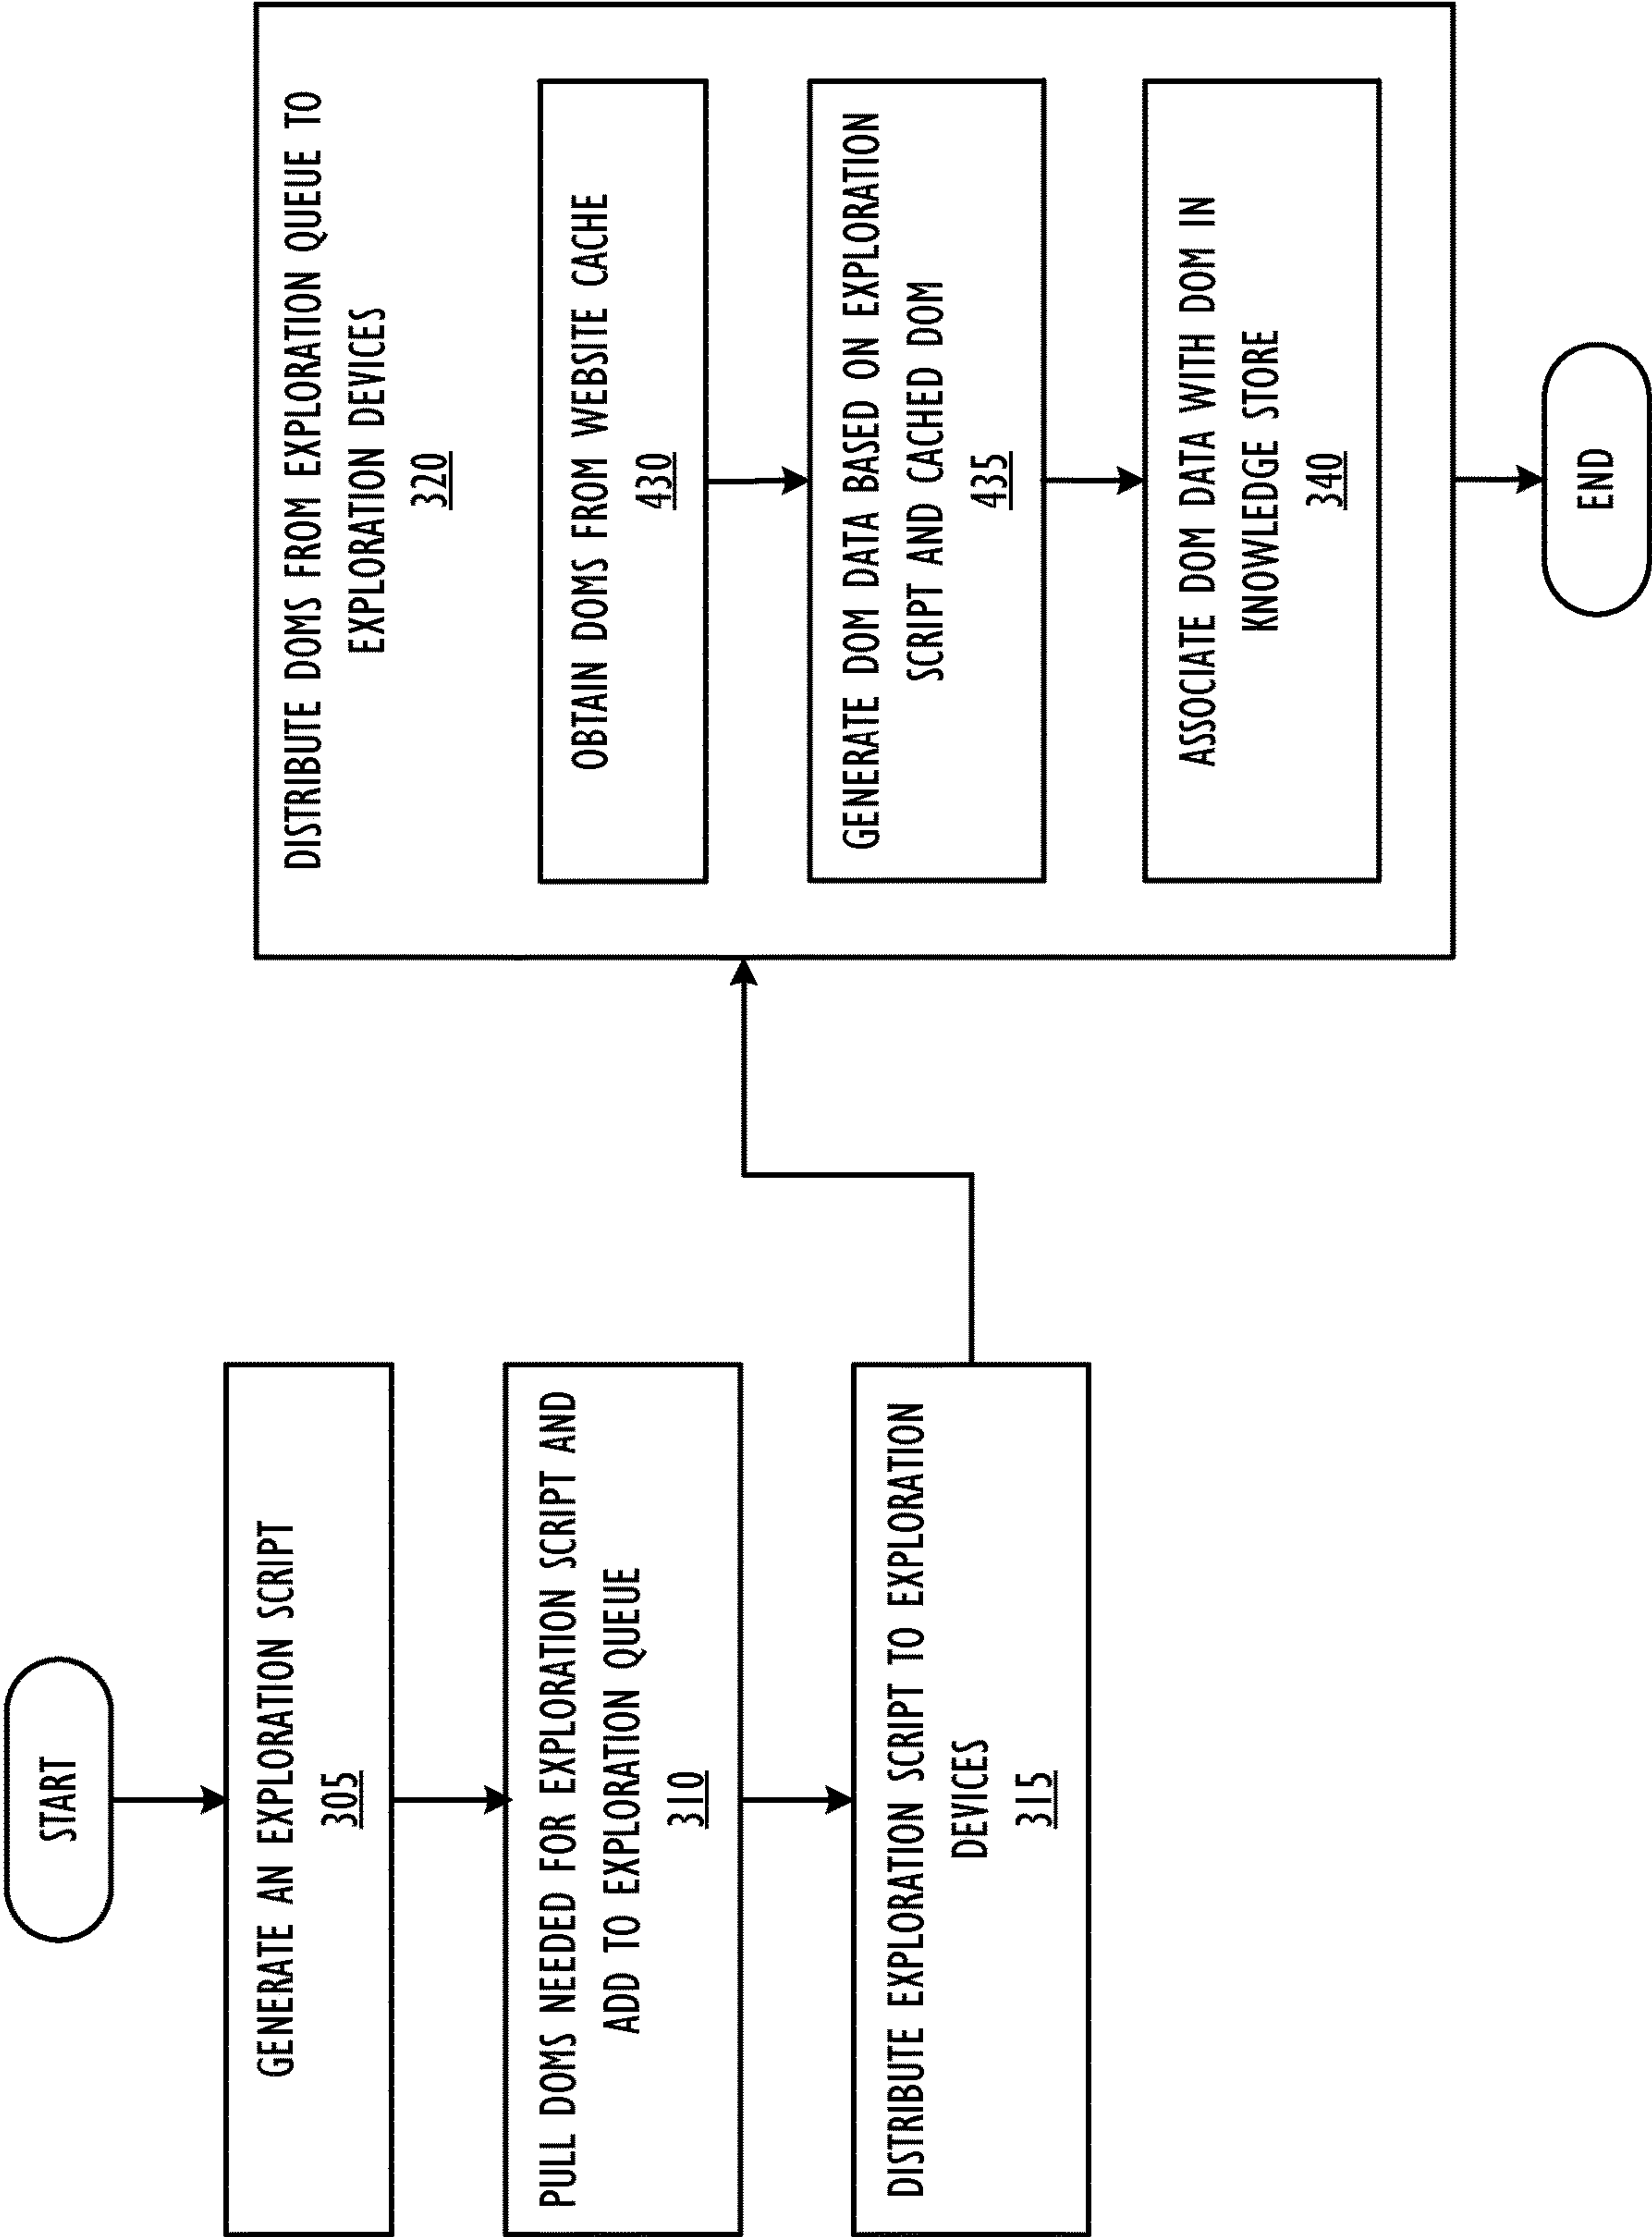 START
GENERATE AN EXPLORATION SCRIPT
305
PULL DOMS NEEDED FOR EXPLORATION SCRIPT AND
ADD TO EXPLORATION QUEUE
310
DISTRIBUTE EXPLORATION SCRIPT TO EXPLORATION
DEVICES
315
DISTRIBUTE DOMS FROM EXPLORATION QUEUE TO
EXPLORATION DEVICES
320
OBTAIN DOMS FROM WEBSITE CACHE
430
GENERATE DOM DATA BASED ON EXPLORATION
SCRIPT AND CACHED DOM
435
ASSOCIATE DOM DATA WITH DOM IN
KNOWLEDGE STORE
340
END